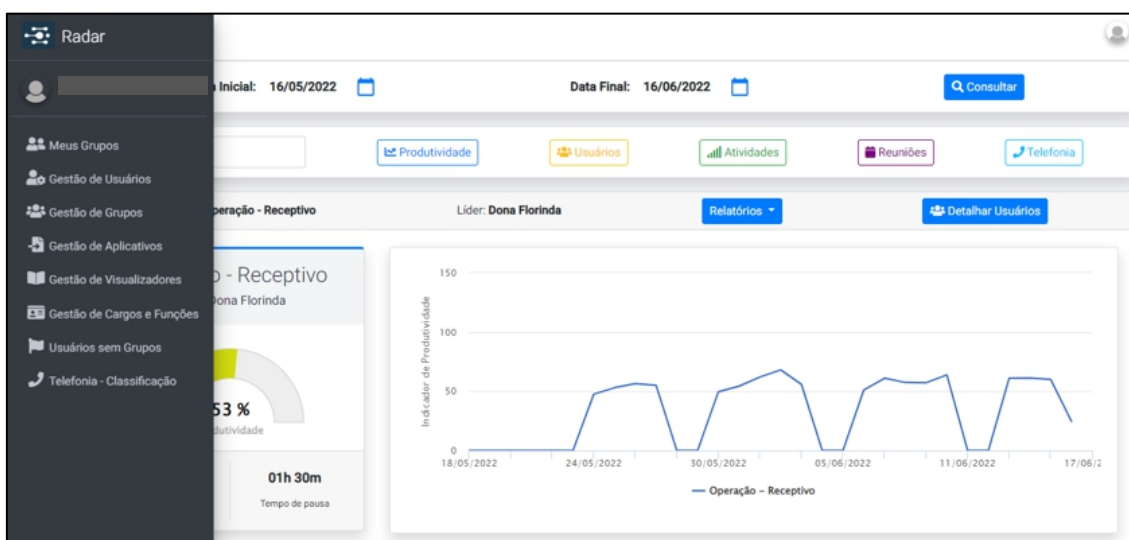 Radar
Inicial: 16/05/2022
Data Final: 16/06/2022
Consultar
Meus Grupos
Gestão de Usuários
Gestão de Grupos
Gestão de Aplicativos
Gestão de Visualizadores
Gestão de Cargos e Funções
Usuários sem Grupos
Telefonia - Classificação
Produtividade
Usuários
Atividades
Reuniões
Telefonia
peração - Receptivo
Líder: Dona Florinda
Relatórios
Detalhar Usuários
o - Receptivo
Dona Florinda
53 %
dutividade
01h 30m
Tempo de pausa
Indicador de Produtividade
150
100
50
0
18/05/2022
24/05/2022
30/05/2022
05/06/2022
11/06/2022
17/06/2
Operação – Receptivo